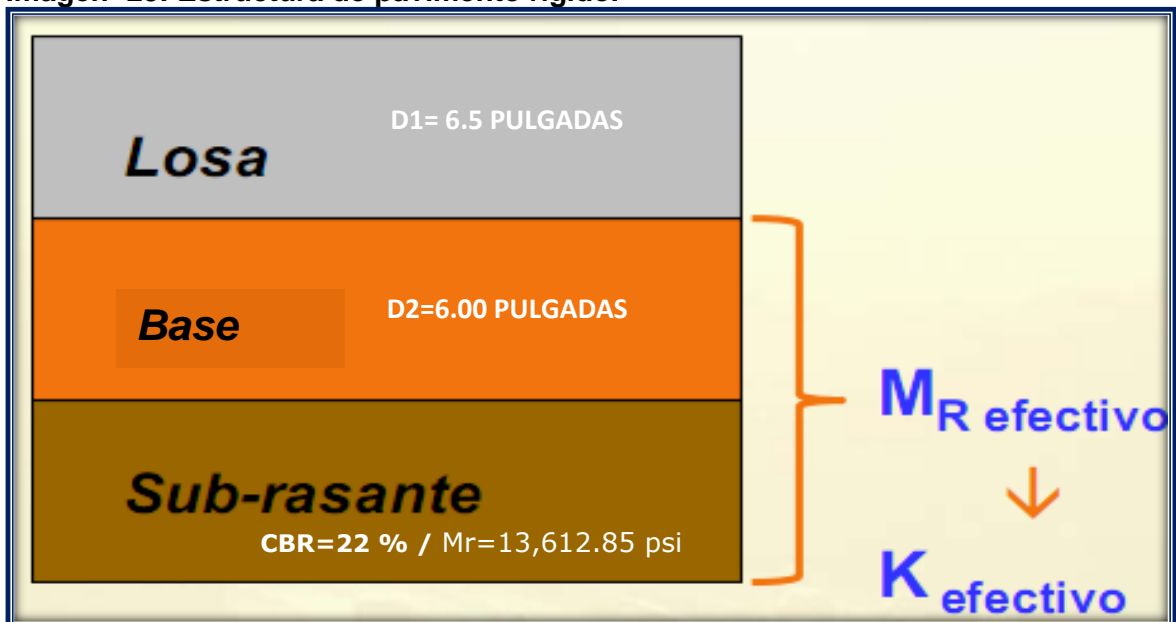 Losa
D1= 6.5 PULGADAS
Base
D2=6.00 PULGADAS
Sub-rasante
CBR=22 % / Mr=13,612.85 psi
MR efectivo
↓
K efectivo